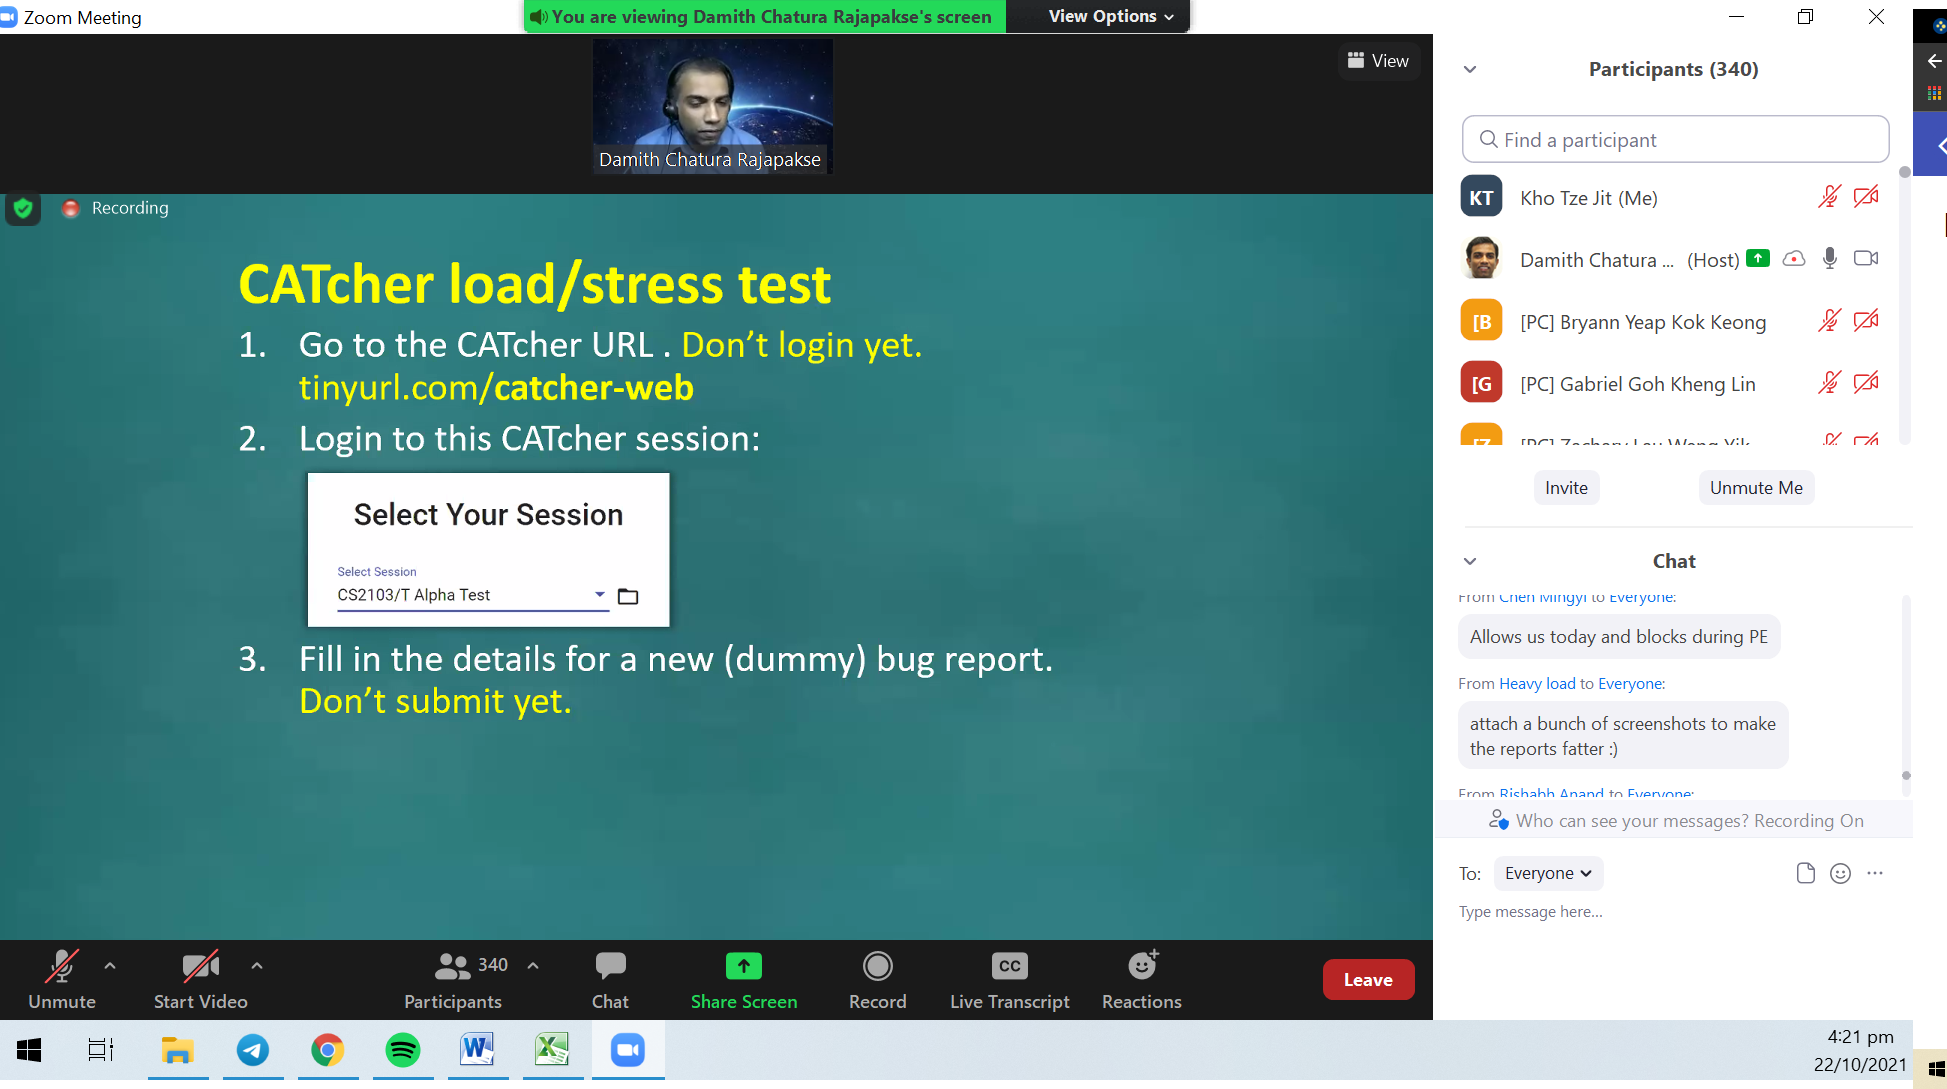 Zoom Meeting
You are viewing Damith Chatura Rajapakse's screen
View Options
View
Damith Chatura Rajapakse
Recording
CATcher load/stress test
1. Go to the CATcher URL . Don't login yet.
tinyurl.com/catcher-web
2. Login to this CATcher session:
Select Your Session
Select Session
CS2103/T Alpha Test
3. Fill in the details for a new (dummy) bug report.
Don't submit yet.
Participants (340)
Find a participant
KT Kho Tze Jit (Me)
Damith Chatura ... (Host)
[B [PC] Bryann Yeap Kok Keong
[G [PC] Gabriel Goh Kheng Lin
[Z [PC] Zachary
Invite
Unmute Me
Chat
From Chen Mingyi to Everyone:
Allows us today and blocks during PE
From Heavy load to Everyone:
attach a bunch of screenshots to make
the reports fatter :)
From Rishabh Anand to Everyone:
Who can see your messages? Recording On
To: Everyone
Type message here...
Unmute
Start Video
340
Participants
Chat
Share Screen
Record
CC
Live Transcript
Reactions
Leave
4:21 pm
22/10/2021